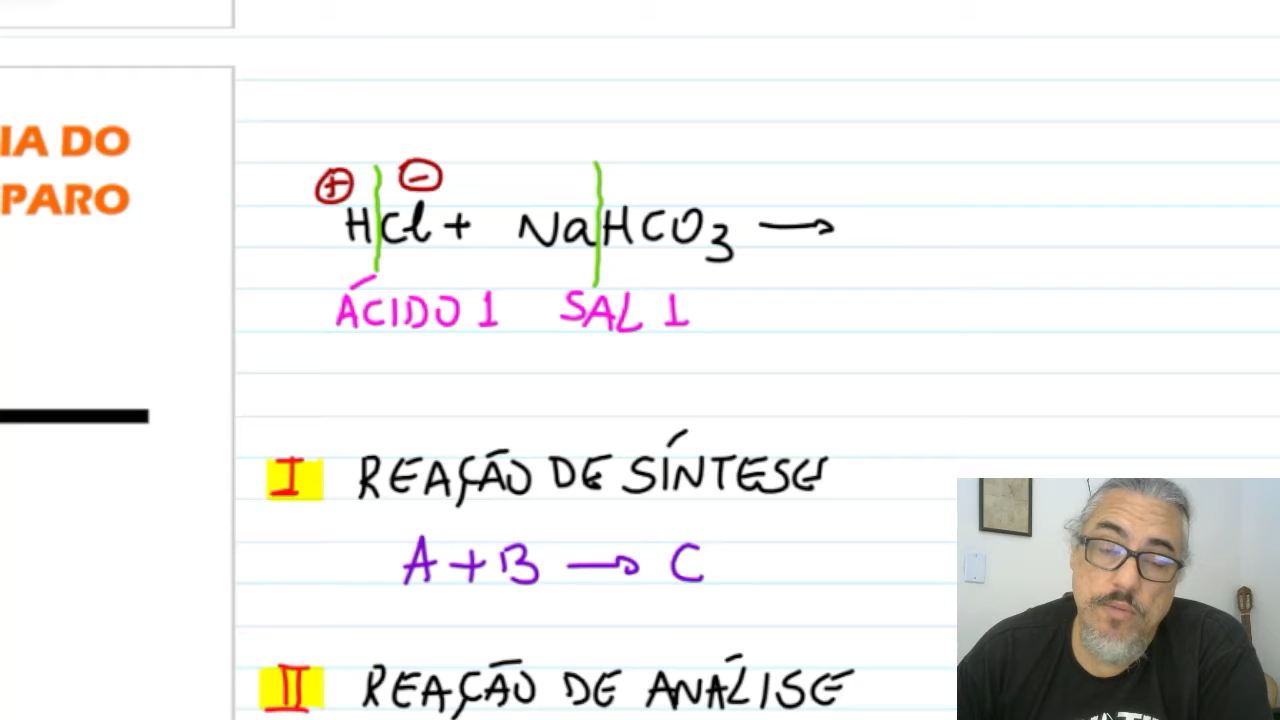 IA DO
PARO
+ -
HCl + NaHCO3 →
ÁCIDO 1 SAL 1
I REAÇÃO DE SÍNTESE
A + B → C
II REAÇÃO DE ANÁLISE